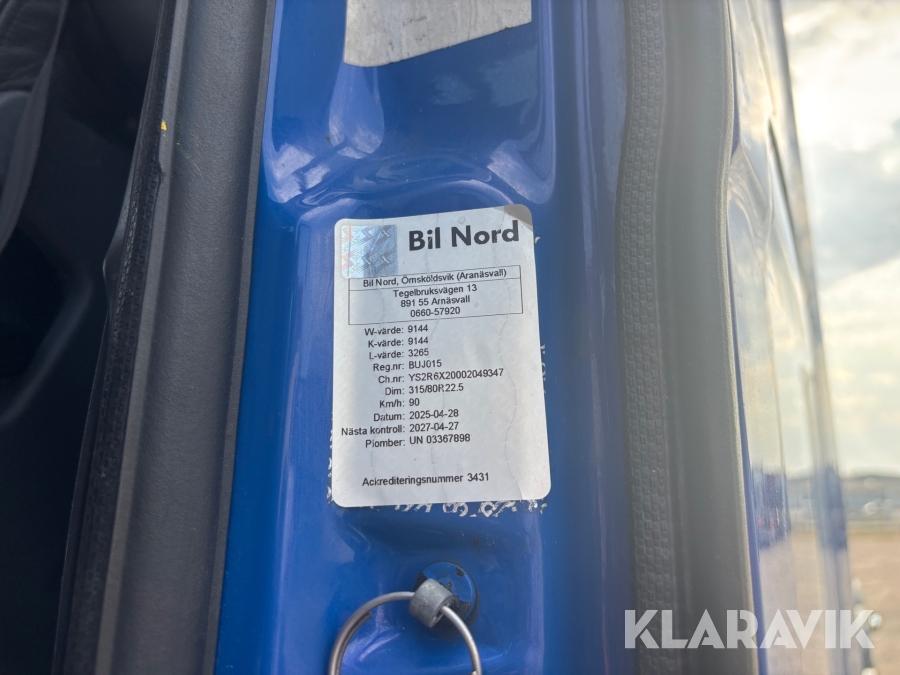 Bil Nord
Bil Nord, Örnsköldsvik (Aranäsvall)
Tegelbruksvägen 13
891 55 Arnäsvall
0660-57920
W-värde: 9144
K-värde: 9144
L-värde: 3265
Reg.nr: BUJ015
Ch.nr: YS2R6X20002049347
Dim: 315/80R22.5
Km/h: 90
Datum: 2025-04-28
Nästa kontroll: 2027-04-27
Plomber: UN 03367898
Ackrediteringsnummer 3431
KLARAVIK